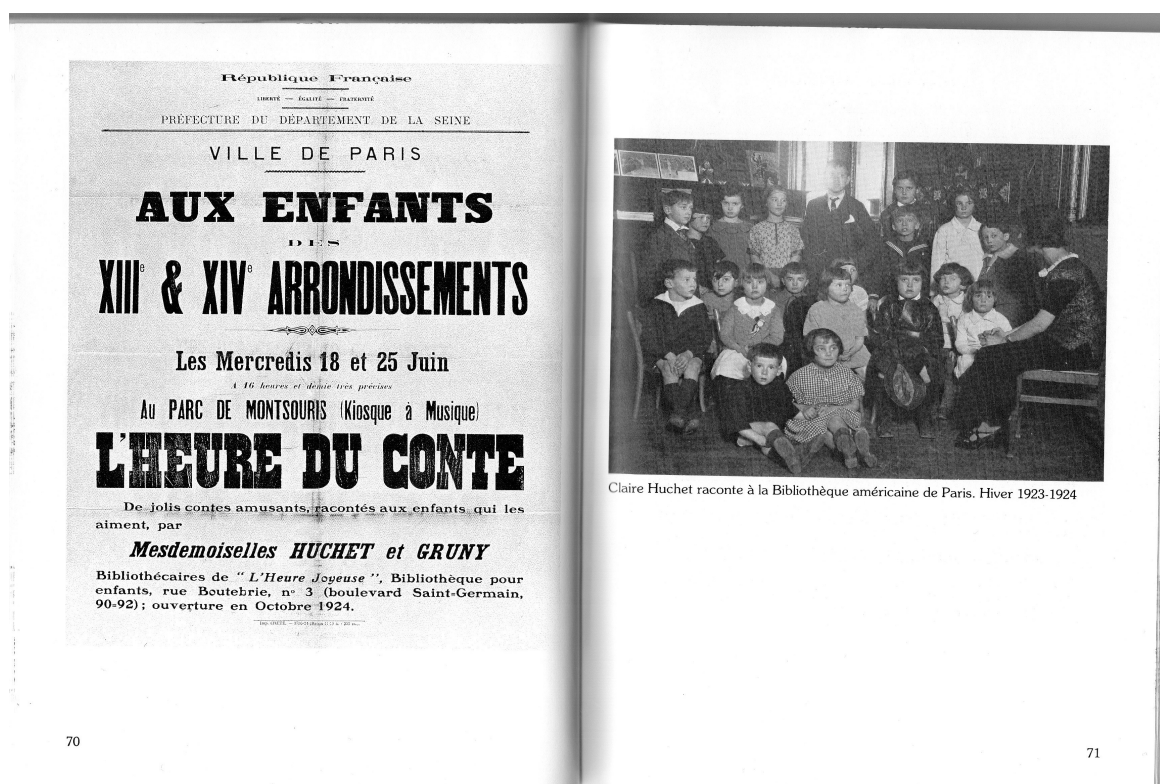 République Française
LIBERTÉ — ÉGALITÉ — FRATERNITÉ
PRÉFECTURE DU DÉPARTEMENT DE LA SEINE
VILLE DE PARIS
AUX ENFANTS
DES
XIIIe & XIVe ARRONDISSEMENTS
Les Mercredis 18 et 25 Juin
A 16 heures et demie très précises
Au PARC DE MONTSOURIS (Kiosque à Musique)
L'HEURE DU CONTE
De jolis contes amusants, racontés aux enfants qui les
aiment, par
Mesdemoiselles HUCHET et GRUNY
Bibliothécaires de " L'Heure Joyeuse ", Bibliothèque pour
enfants, rue Boutebrie, nº 3 (boulevard Saint-Germain,
90-92) ; ouverture en Octobre 1924.
70
Claire Huchet raconte à la Bibliothèque américaine de Paris. Hiver 1923-1924
71